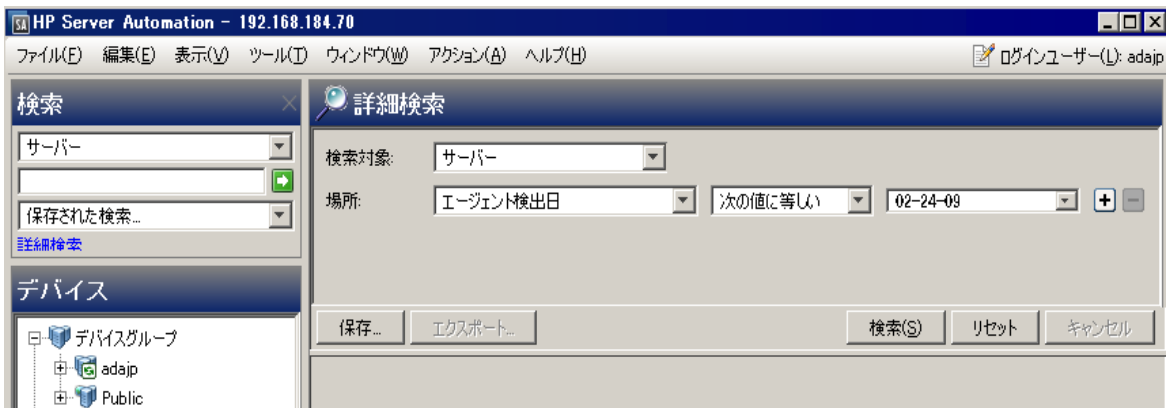 HP Server Automation - 192.168.184.70
ファイル(F) 編集(E) 表示(V) ツール(T) ウィンドウ(W) アクション(A) ヘルプ(H) ログインユーザー(L): adajp
検索
サーバー
保存された検索...
詳細検索
デバイス
デバイスグループ
adajp
Public
詳細検索
検索対象: サーバー
場所: エージェント検出日 次の値に等しい 02-24-09
保存... エクスポート... 検索(S) リセット キャンセル